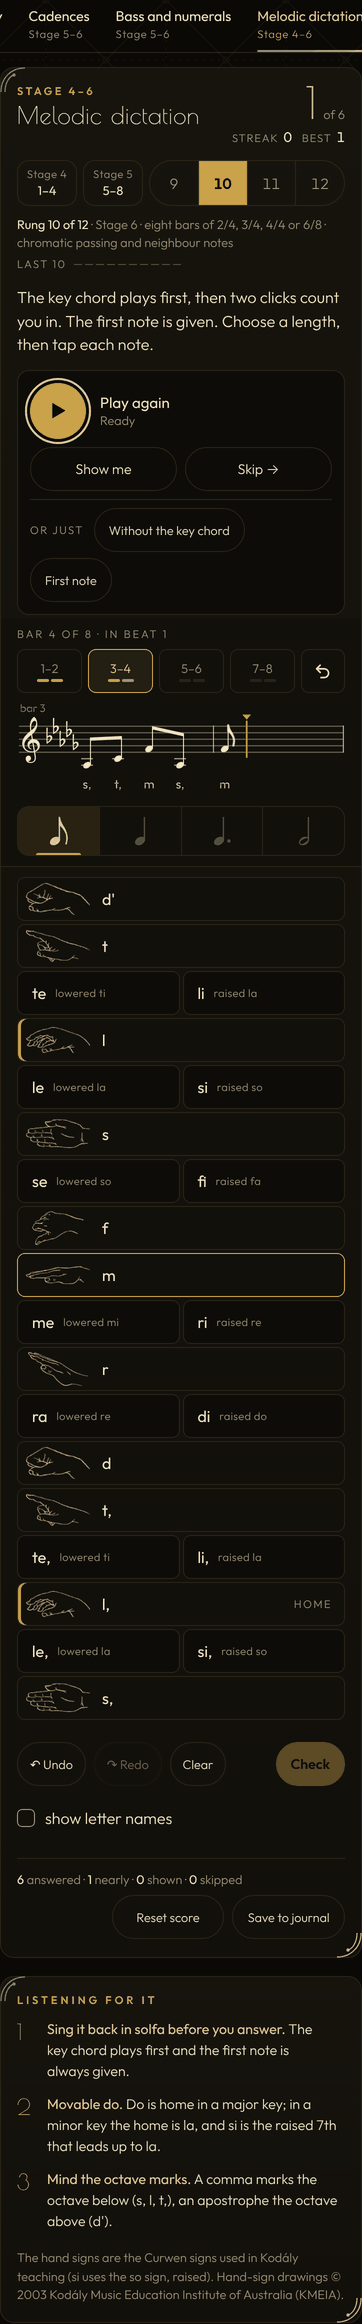 Cadences
Stage 5–6
Bass and numerals
Stage 5–6
Melodic dictation
Stage 4–6
STAGE 4–6
Melodic dictation
1 of 6
STREAK 0 BEST 1
Stage 4
1–4
Stage 5
5–8
9
10
11
12
Rung 10 of 12 · Stage 6 · eight bars of 2/4, 3/4, 4/4 or 6/8 ·
chromatic passing and neighbour notes
LAST 10
The key chord plays first, then two clicks count
you in. The first note is given. Choose a length,
then tap each note.
Play again
Ready
Show me
Skip →
OR JUST
Without the key chord
First note
BAR 4 OF 8 · IN BEAT 1
1–2
3–4
5–6
7–8
bar 3
s, t, m s, m
d'
t
te lowered ti
li raised la
l
le lowered la
si raised so
s
se lowered so
fi raised fa
f
m
me lowered mi
ri raised re
r
ra lowered re
di raised do
d
t,
te, lowered ti
li, raised la
l, HOME
le, lowered la
si, raised so
s,
↶ Undo
↷ Redo
Clear
Check
show letter names
6 answered · 1 nearly · 0 shown · 0 skipped
Reset score
Save to journal
LISTENING FOR IT
1 Sing it back in solfa before you answer. The
key chord plays first and the first note is
always given.
2 Movable do. Do is home in a major key; in a
minor key the home is la, and si is the raised 7th
that leads up to la.
3 Mind the octave marks. A comma marks the
octave below (s, l, t,), an apostrophe the octave
above (d').
The hand signs are the Curwen signs used in Kodály
teaching (si uses the so sign, raised). Hand-sign drawings ©
2003 Kodály Music Education Institute of Australia (KMEIA).